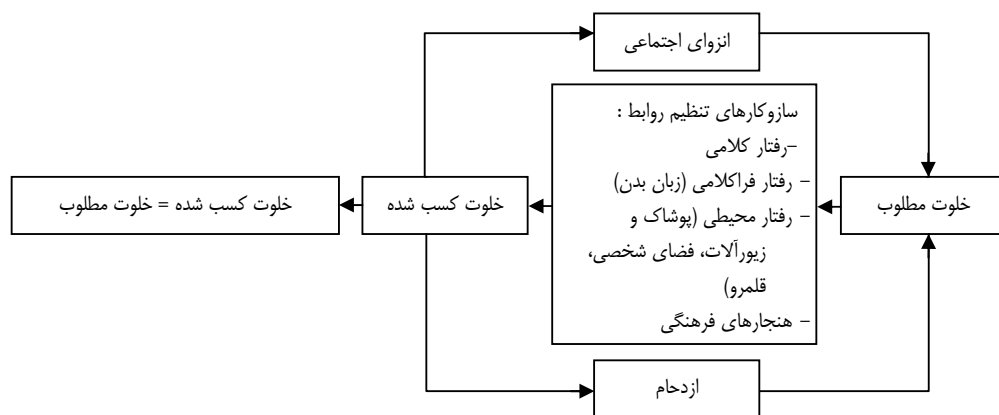 انزوای اجتماعی
سازوکارهای تنظیم روابط :
-رفتار کلامی
- رفتار فراکلامی (زبان بدن)
- رفتار محیطی (پوشاک و
زیورآلات، فضای شخصی،
قلمرو)
- هنجارهای فرهنگی
خلوت مطلوب
خلوت کسب شده
خلوت کسب شده = خلوت مطلوب
ازدحام